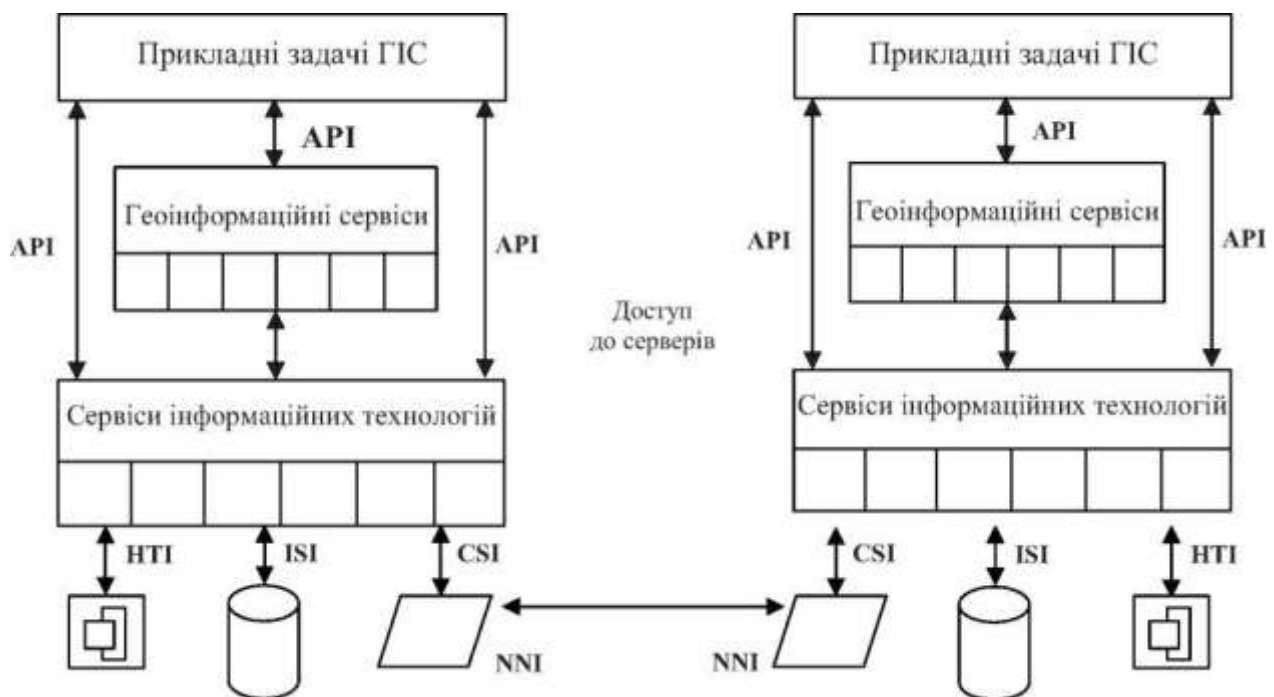 Прикладні задачі ГІС
Прикладні задачі ГІС
API
API
Геоінформаційні сервіси
Геоінформаційні сервіси
API
API
API
API
Доступ
до серверів
Сервіси інформаційних технологій
Сервіси інформаційних технологій
HTI
ISI
CSI
CSI
ISI
HTI
NNI
NNI